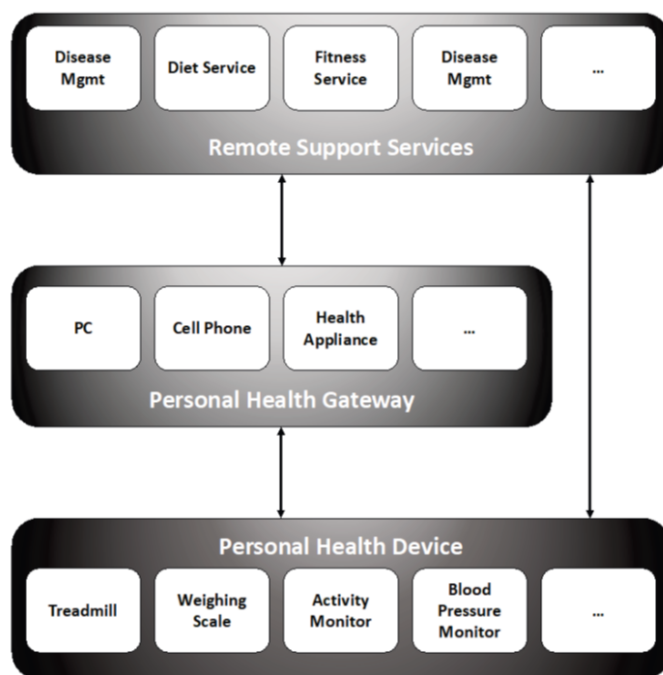 Disease
Mgmt
Diet Service
Fitness
Service
Disease
Mgmt
...
Remote Support Services
PC
Cell Phone
Health
Appliance
...
Personal Health Gateway
Personal Health Device
Treadmill
Weighing
Scale
Activity
Monitor
Blood
Pressure
Monitor
...